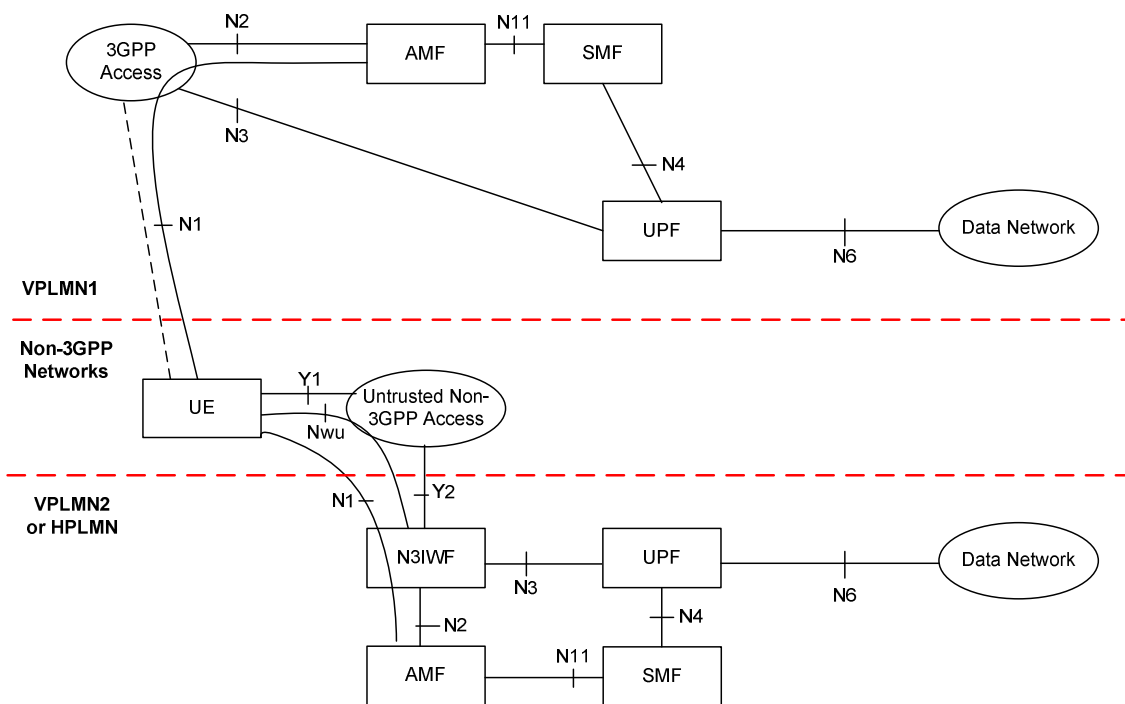 N2
N11
3GPP
Access
AMF
SMF
N3
N4
N1
UPF
Data Network
N6
VPLMN1
Non-3GPP
Networks
Y1
Untrusted Non-
3GPP Access
UE
Nwu
VPLMN2
or HPLMN
N1
Y2
N3IWF
UPF
Data Network
N3
N6
N2
N4
N11
AMF
SMF